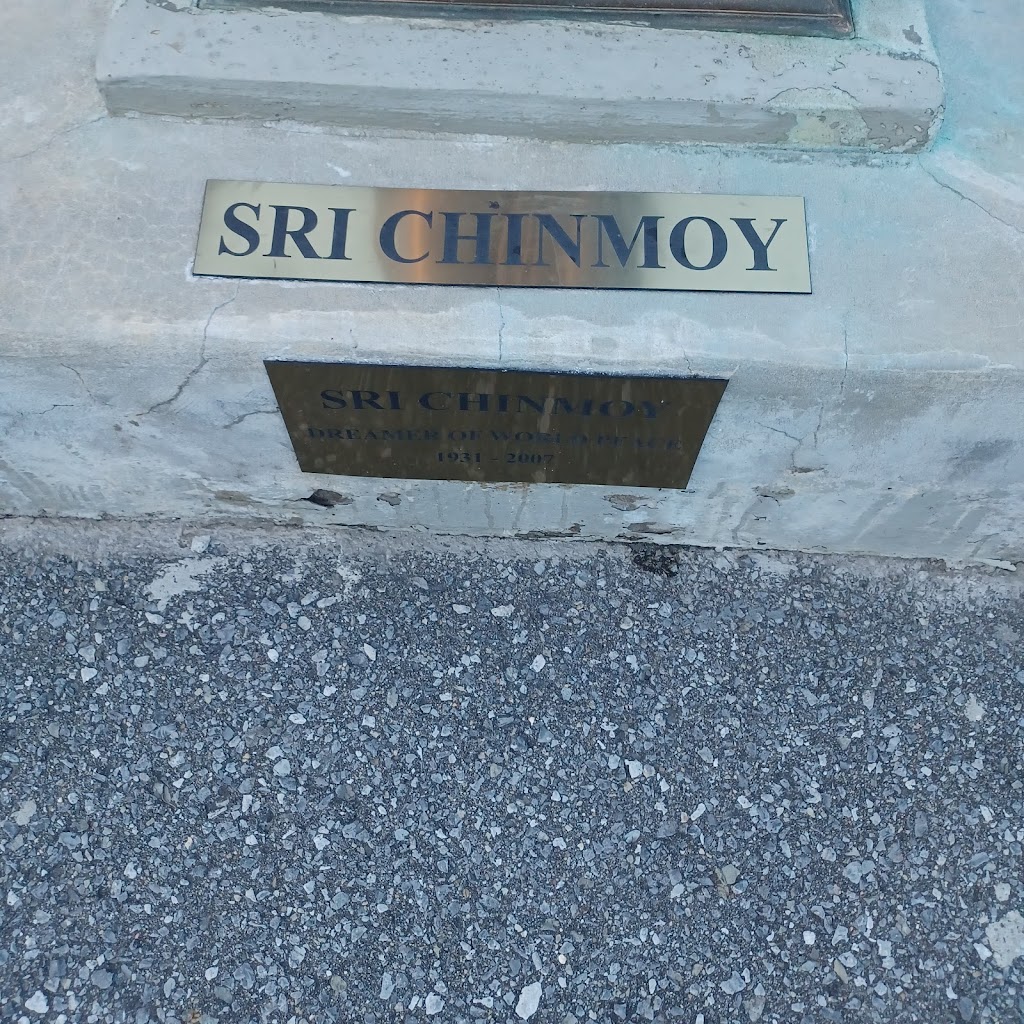 SRI CHINMOY
SRI CHINMOY
DREAMER OF WORLD PEACE
1931 - 2007